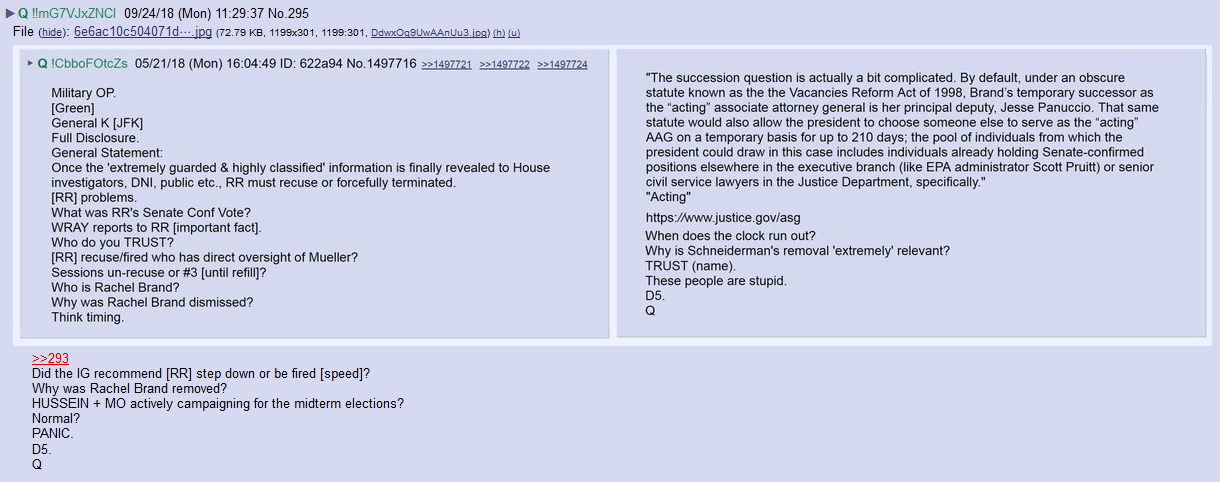 Q !!mG7VJxZNCI 09/24/18 (Mon) 11:29:37 No.295
File (hide): 6e6ac10c504071d⋯.jpg (72.79 KB, 1199x301, 1199:301, DdwxOq9UwAAnUu3.jpg) (h) (u)
Q !CbboFOtcZs 05/21/18 (Mon) 16:04:49 ID: 622a94 No.1497716 >>1497721 >>1497722 >>1497724
Military OP.
[Green]
General K [JFK]
Full Disclosure.
General Statement:
Once the 'extremely guarded & highly classified' information is finally revealed to House
investigators, DNI, public etc., RR must recuse or forcefully terminated.
[RR] problems.
What was RR's Senate Conf Vote?
WRAY reports to RR [important fact].
Who do you TRUST?
[RR] recuse/fired who has direct oversight of Mueller?
Sessions un-recuse or #3 [until refill]?
Who is Rachel Brand?
Why was Rachel Brand dismissed?
Think timing.
"The succession question is actually a bit complicated. By default, under an obscure
statute known as the the Vacancies Reform Act of 1998, Brand's temporary successor as
the "acting" associate attorney general is her principal deputy, Jesse Panuccio. That same
statute would also allow the president to choose someone else to serve as the "acting"
AAG on a temporary basis for up to 210 days; the pool of individuals from which the
president could draw in this case includes individuals already holding Senate-confirmed
positions elsewhere in the executive branch (like EPA administrator Scott Pruitt) or senior
civil service lawyers in the Justice Department, specifically."
"Acting"
https://www.justice.gov/asg
When does the clock run out?
Why is Schneiderman's removal 'extremely' relevant?
TRUST (name).
These people are stupid.
D5.
Q
>>293
Did the IG recommend [RR] step down or be fired [speed]?
Why was Rachel Brand removed?
HUSSEIN + MO actively campaigning for the midterm elections?
Normal?
PANIC.
D5.
Q